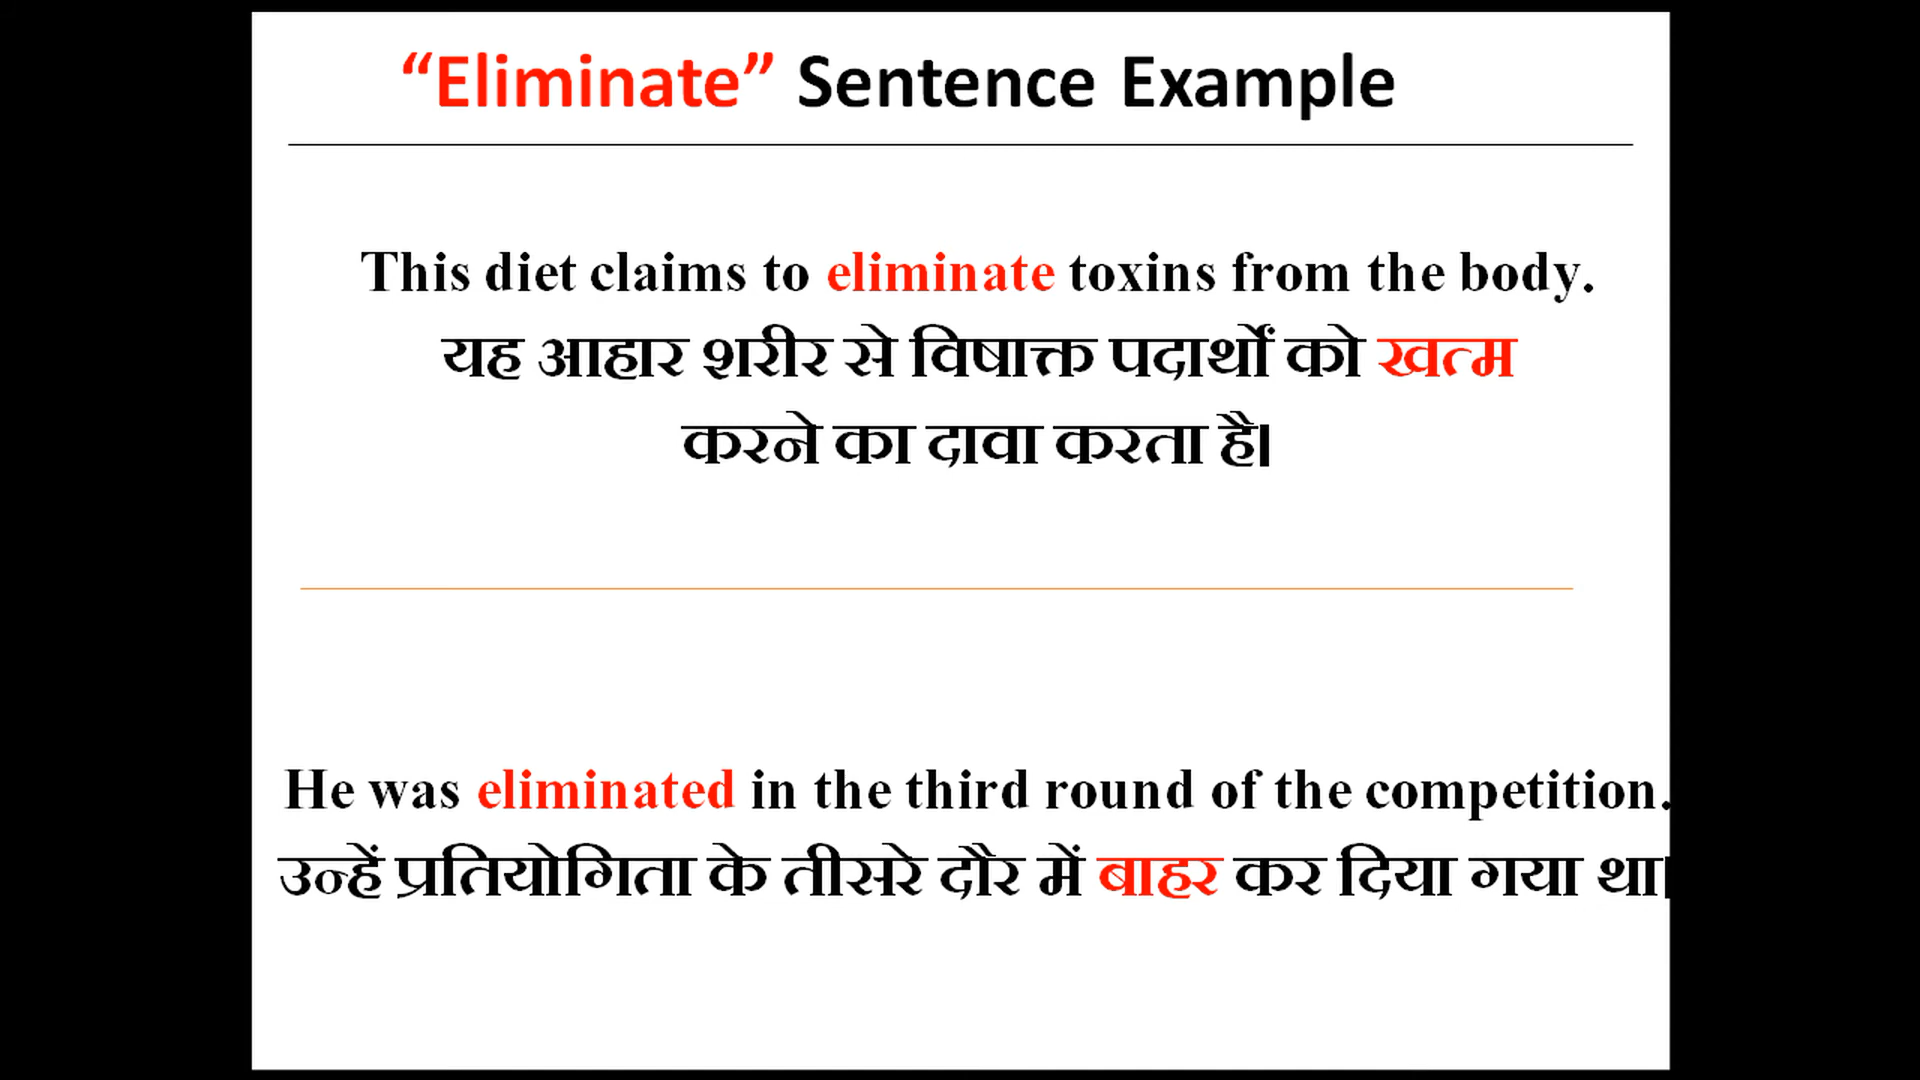 “Eliminate” Sentence Example
This diet claims to eliminate toxins from the body.
यह आहार शरीर से विषाक्त पदार्थों को खत्म
करने का दावा करता है।
He was eliminated in the third round of the competition.
उन्हें प्रतियोगिता के तीसरे दौर में बाहर कर दिया गया था।